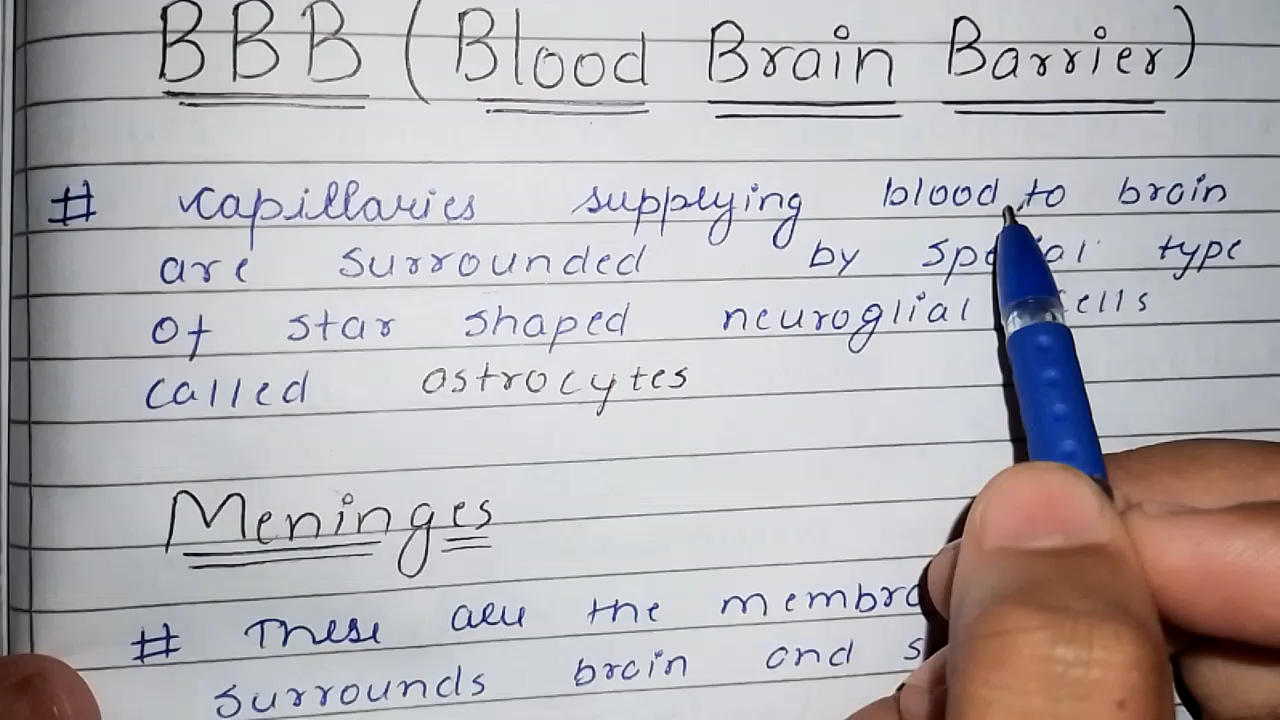 BBB (Blood Brain Barrier)
# Capillaries supplying blood to brain
are surrounded by type
of star shaped neuroglial
called astrocytes
Meninges
# These are the
surrounds brain and